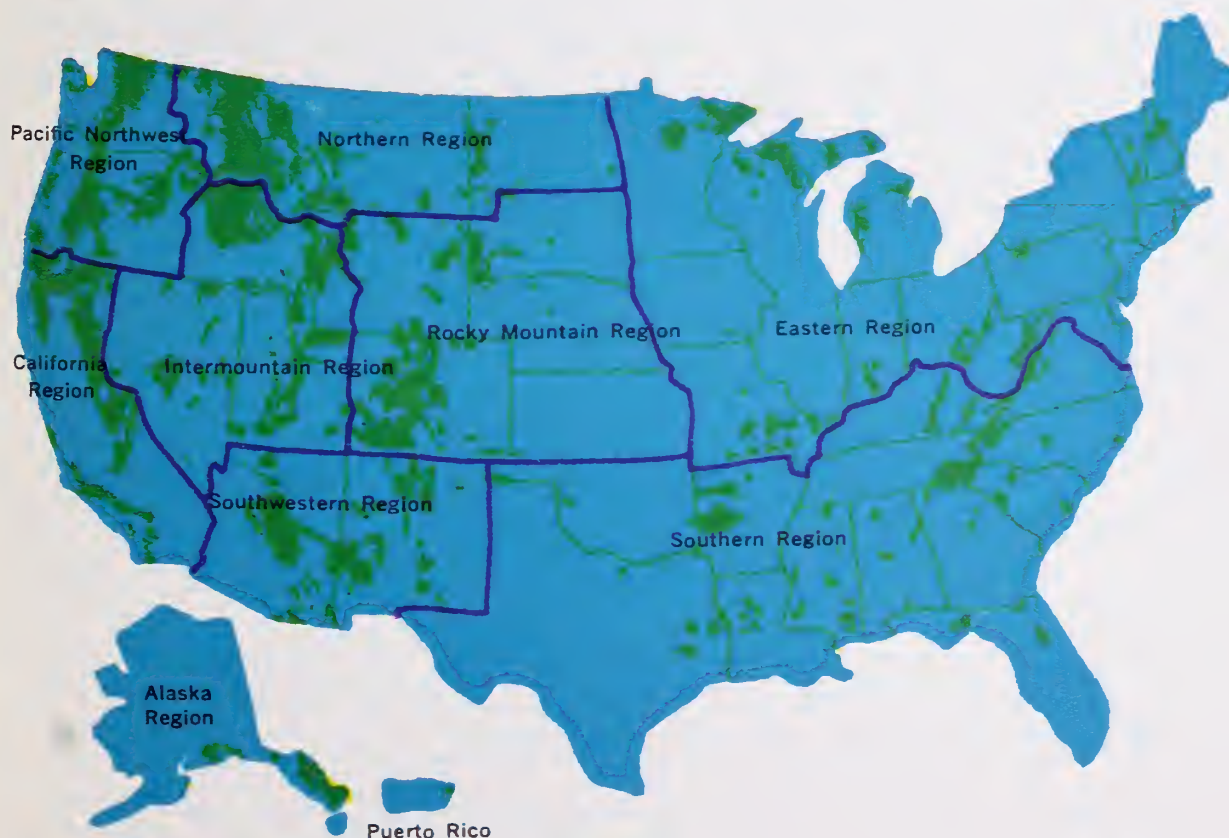 Pacific Northwest
Region
Northern Region
Rocky Mountain Region
Eastern Region
California
Region
Intermountain Region
Southwestern Region
Southern Region
Alaska
Region
Puerto Rico